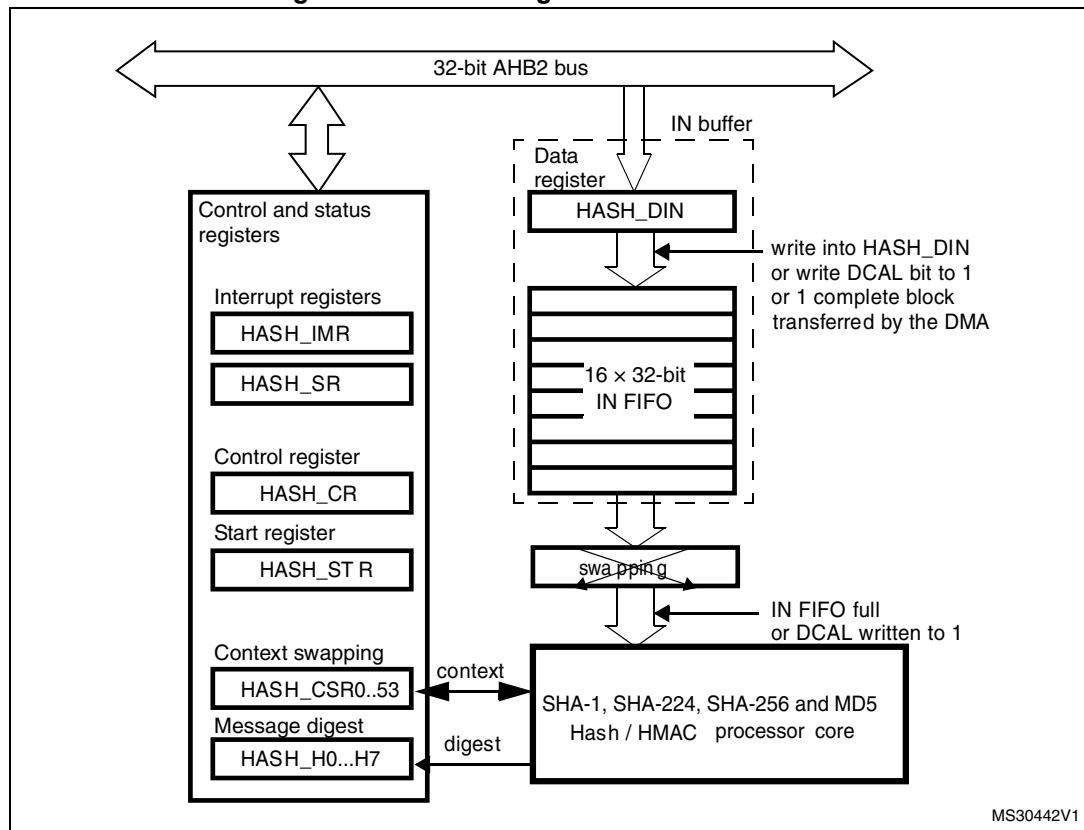 32-bit AHB2 bus
IN buffer
Data
register
HASH_DIN
write into HASH_DIN
or write DCAL bit to 1
or 1 complete block
transferred by the DMA
16 × 32-bit
IN FIFO
swapping
IN FIFO full
or DCAL written to 1
Control and status
registers
Interrupt registers
HASH_IMR
HASH_SR
Control register
HASH_CR
Start register
HASH_ST R
Context swapping
HASH_CSR0..53
Message digest
HASH_H0...H7
context
digest
SHA-1, SHA-224, SHA-256 and MD5
Hash / HMAC processor core
MS30442V1